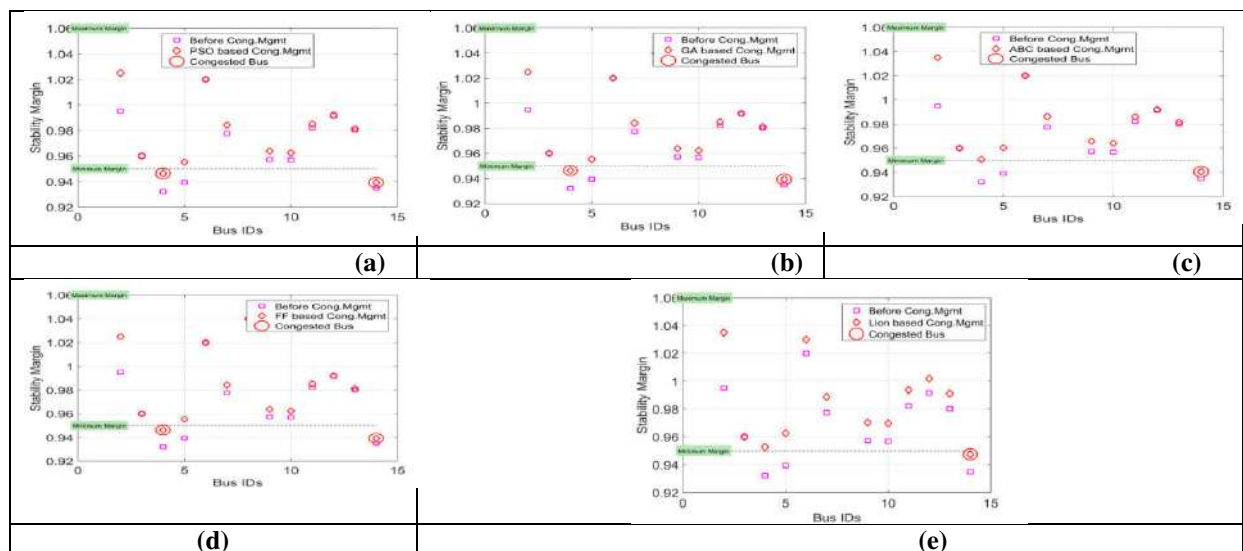 1.06
Maximum Margin
Before Cong.Mgmt
PSO based Cong.Mgmt
Congested Bus
1.04
1.02
1
0.98
0.96
Minimum Margin
0.94
0.92
Stability Margin
0
5
10
15
Bus IDs
(a)
1.06
Maximum Margin
Before Cong.Mgmt
GA based Cong.Mgmt
Congested Bus
1.04
1.02
1
0.98
0.96
Minimum Margin
0.94
0.92
Stability Margin
0
5
10
15
Bus IDs
(b)
1.06
Maximum Margin
Before Cong.Mgmt
ABC based Cong.Mgmt
Congested Bus
1.04
1.02
1
0.98
0.96
Minimum Margin
0.94
0.92
Stability Margin
0
5
10
15
Bus IDs
(c)
1.06
Maximum Margin
Before Cong.Mgmt
FF based Cong.Mgmt
Congested Bus
1.04
1.02
1
0.98
0.96
Minimum Margin
0.94
0.92
Stability Margin
0
5
10
15
Bus IDs
(d)
1.06
Maximum Margin
Before Cong.Mgmt
Lion based Cong.Mgmt
Congested Bus
1.04
1.02
1
0.98
0.96
Minimum Margin
0.94
0.92
Stability Margin
0
5
10
15
Bus IDs
(e)